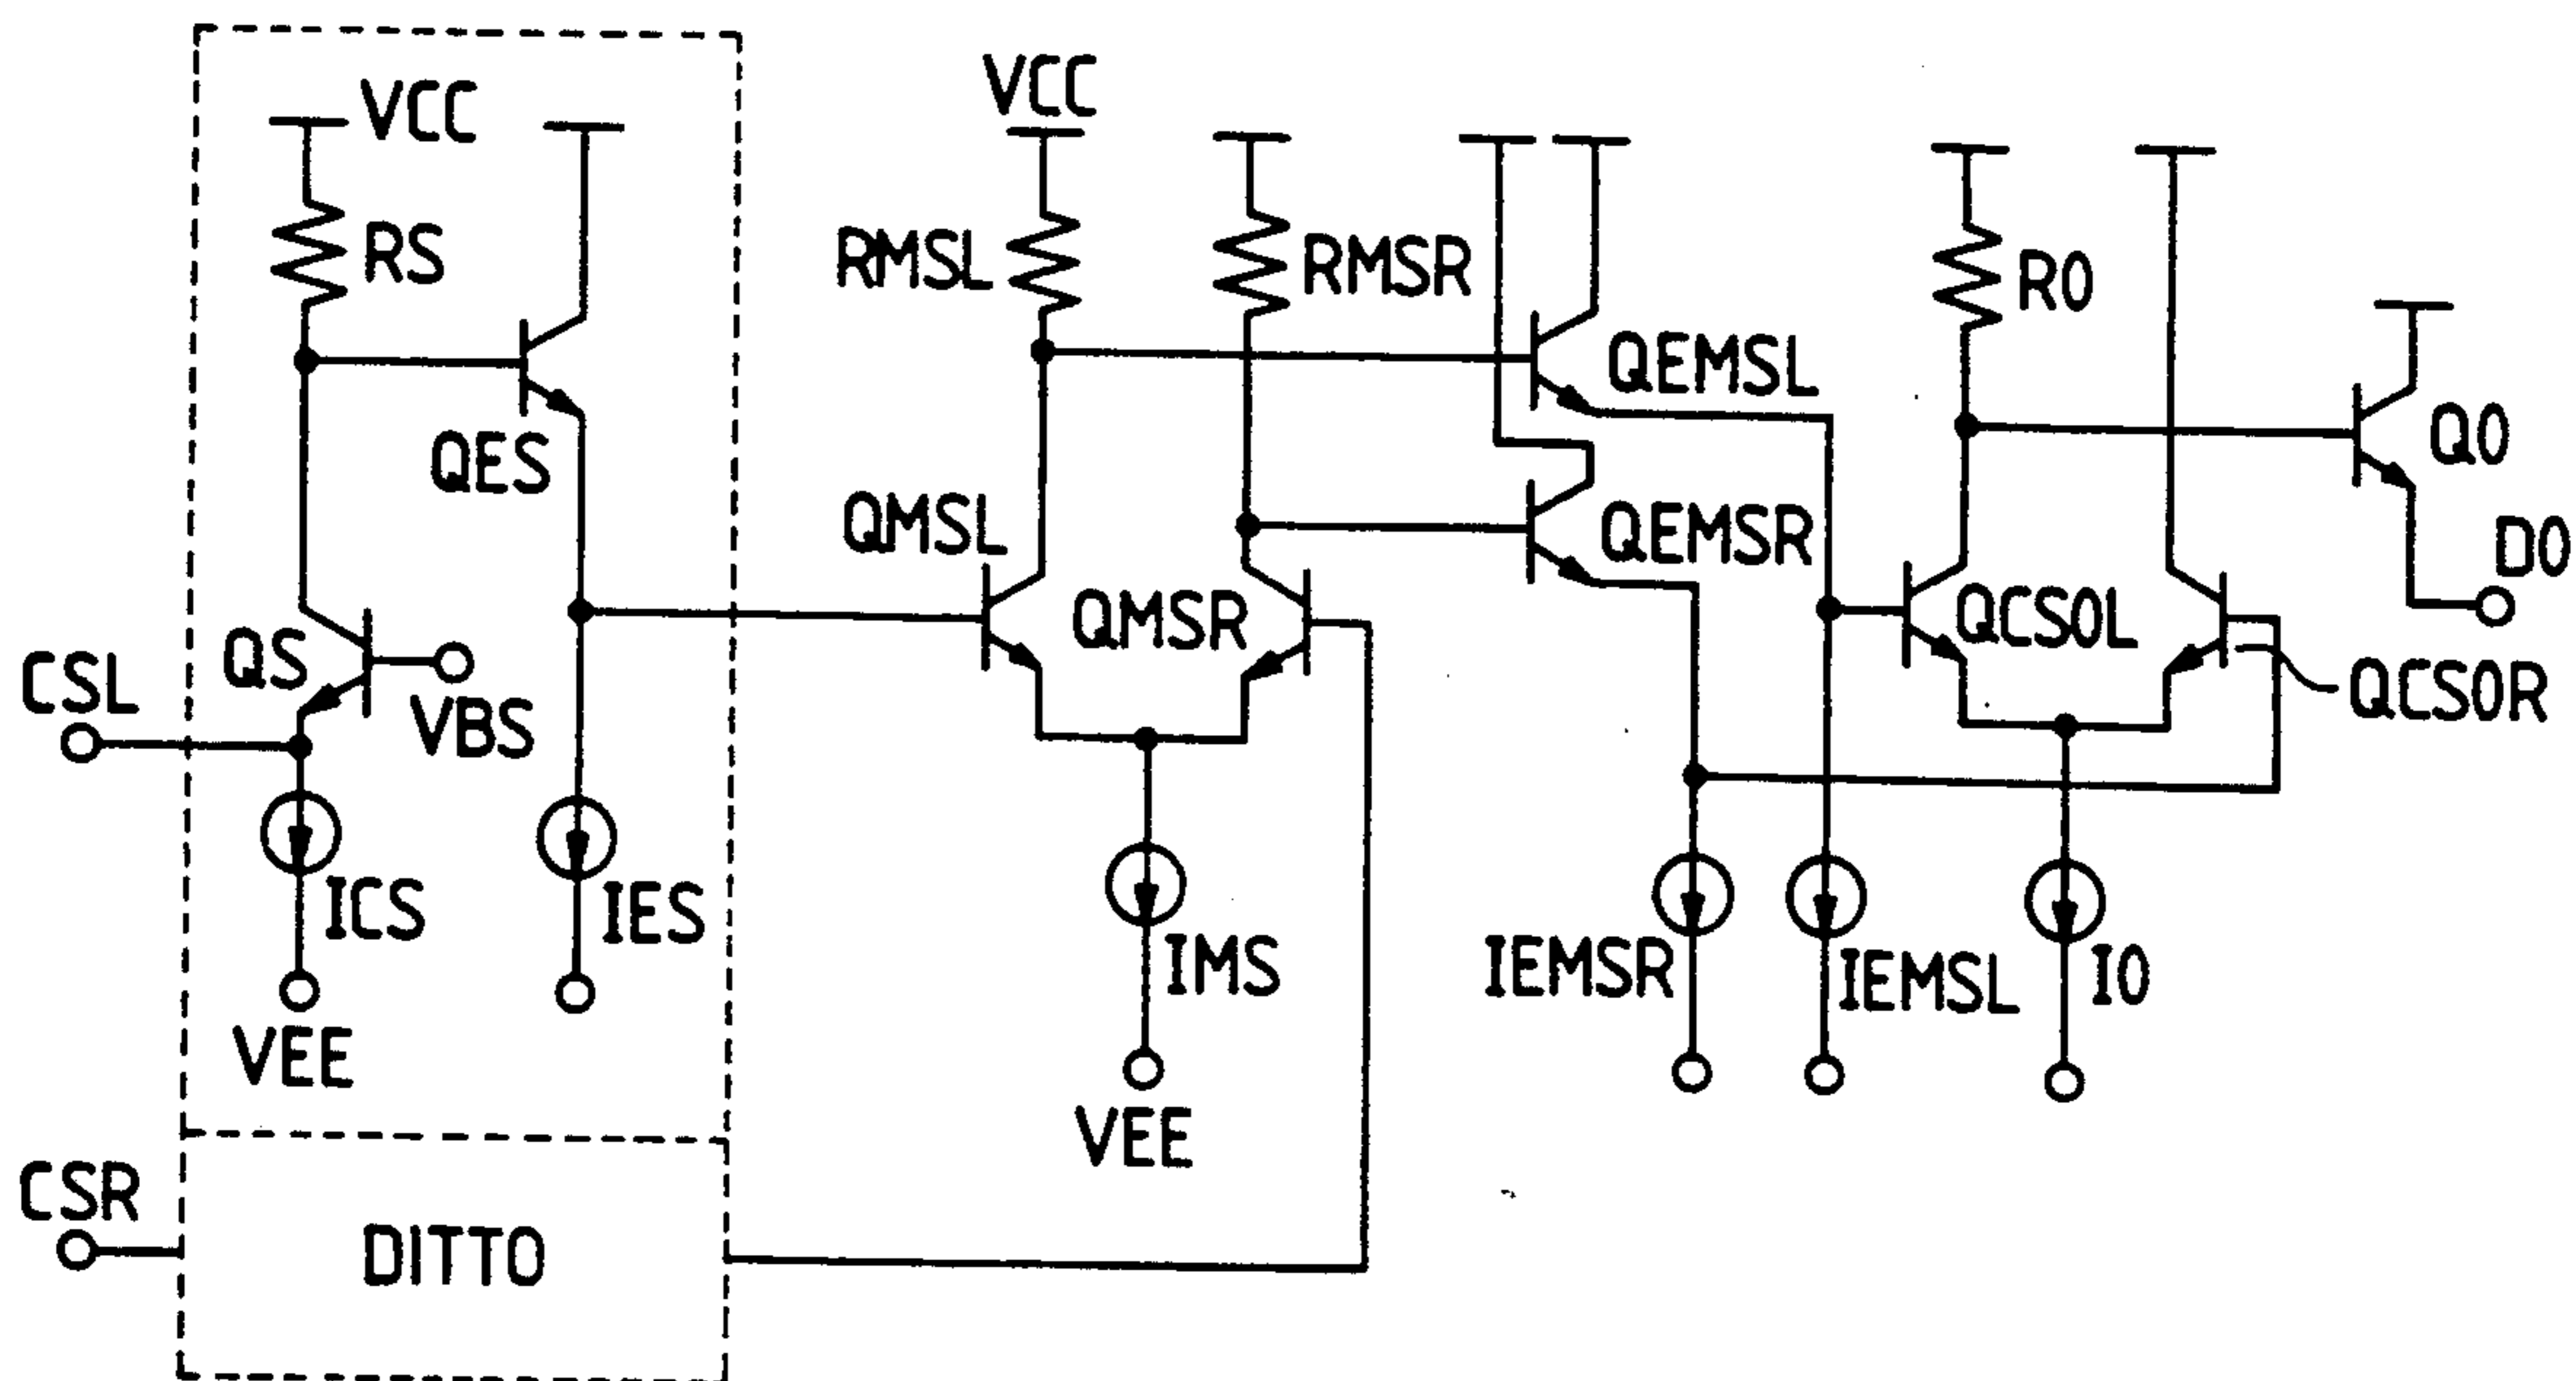 VCC
VCC
RS
RMSL
RMSR
R0
QEMSL
QES
Q0
QMSL
QEMSR
D0
QS
QMSR
QCS0L
CSL
VBS
QCS0R
ICS
IES
IMS
IEMSR
IEMSL
I0
VEE
VEE
CSR
DITTO